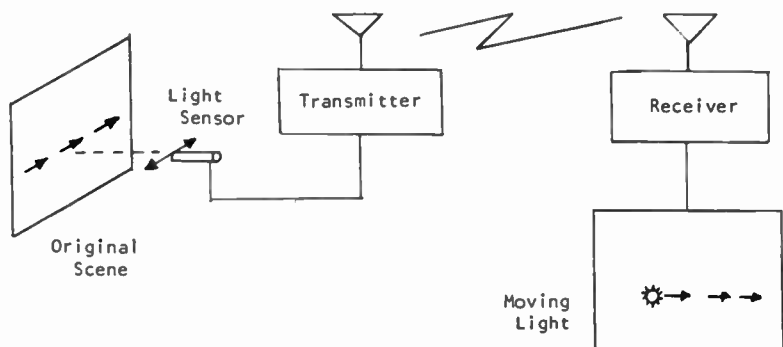 Light
Sensor
Transmitter
Receiver
Original
Scene
Moving
Light